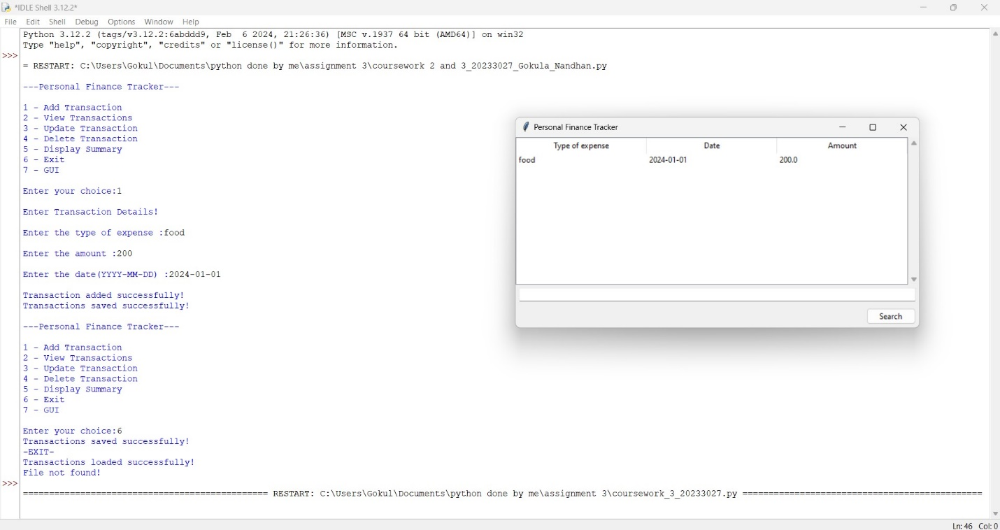 *IDLE Shell 3.12.2*
File Edit Shell Debug Options Window Help
Python 3.12.2 (tags/v3.12.2:6abddd9, Feb  6 2024, 21:26:36) [MSC v.1937 64 bit (AMD64)] on win32
Type "help", "copyright", "credits" or "license()" for more information.
>>>
= RESTART: C:\Users\Gokul\Documents\python done by me\assignment 3\coursework 2 and 3_20233027_Gokula_Nandhan.py
---Personal Finance Tracker---
1 - Add Transaction
2 - View Transactions
3 - Update Transaction
4 - Delete Transaction
5 - Display Summary
6 - Exit
7 - GUI
Enter your choice:1
Enter Transaction Details!
Enter the type of expense :food
Enter the amount :200
Enter the date(YYYY-MM-DD) :2024-01-01
Transaction added successfully!
Transactions saved successfully!
---Personal Finance Tracker---
1 - Add Transaction
2 - View Transactions
3 - Update Transaction
4 - Delete Transaction
5 - Display Summary
6 - Exit
7 - GUI
Enter your choice:6
Transactions saved successfully!
-EXIT-
Transactions loaded successfully!
File not found!
>>>
=============================================== RESTART: C:\Users\Gokul\Documents\python done by me\assignment 3\coursework_3_20233027.py ==============================================
Personal Finance Tracker
Type of expense Date Amount
food 2024-01-01 200.0
Search
Ln: 46 Col: 0